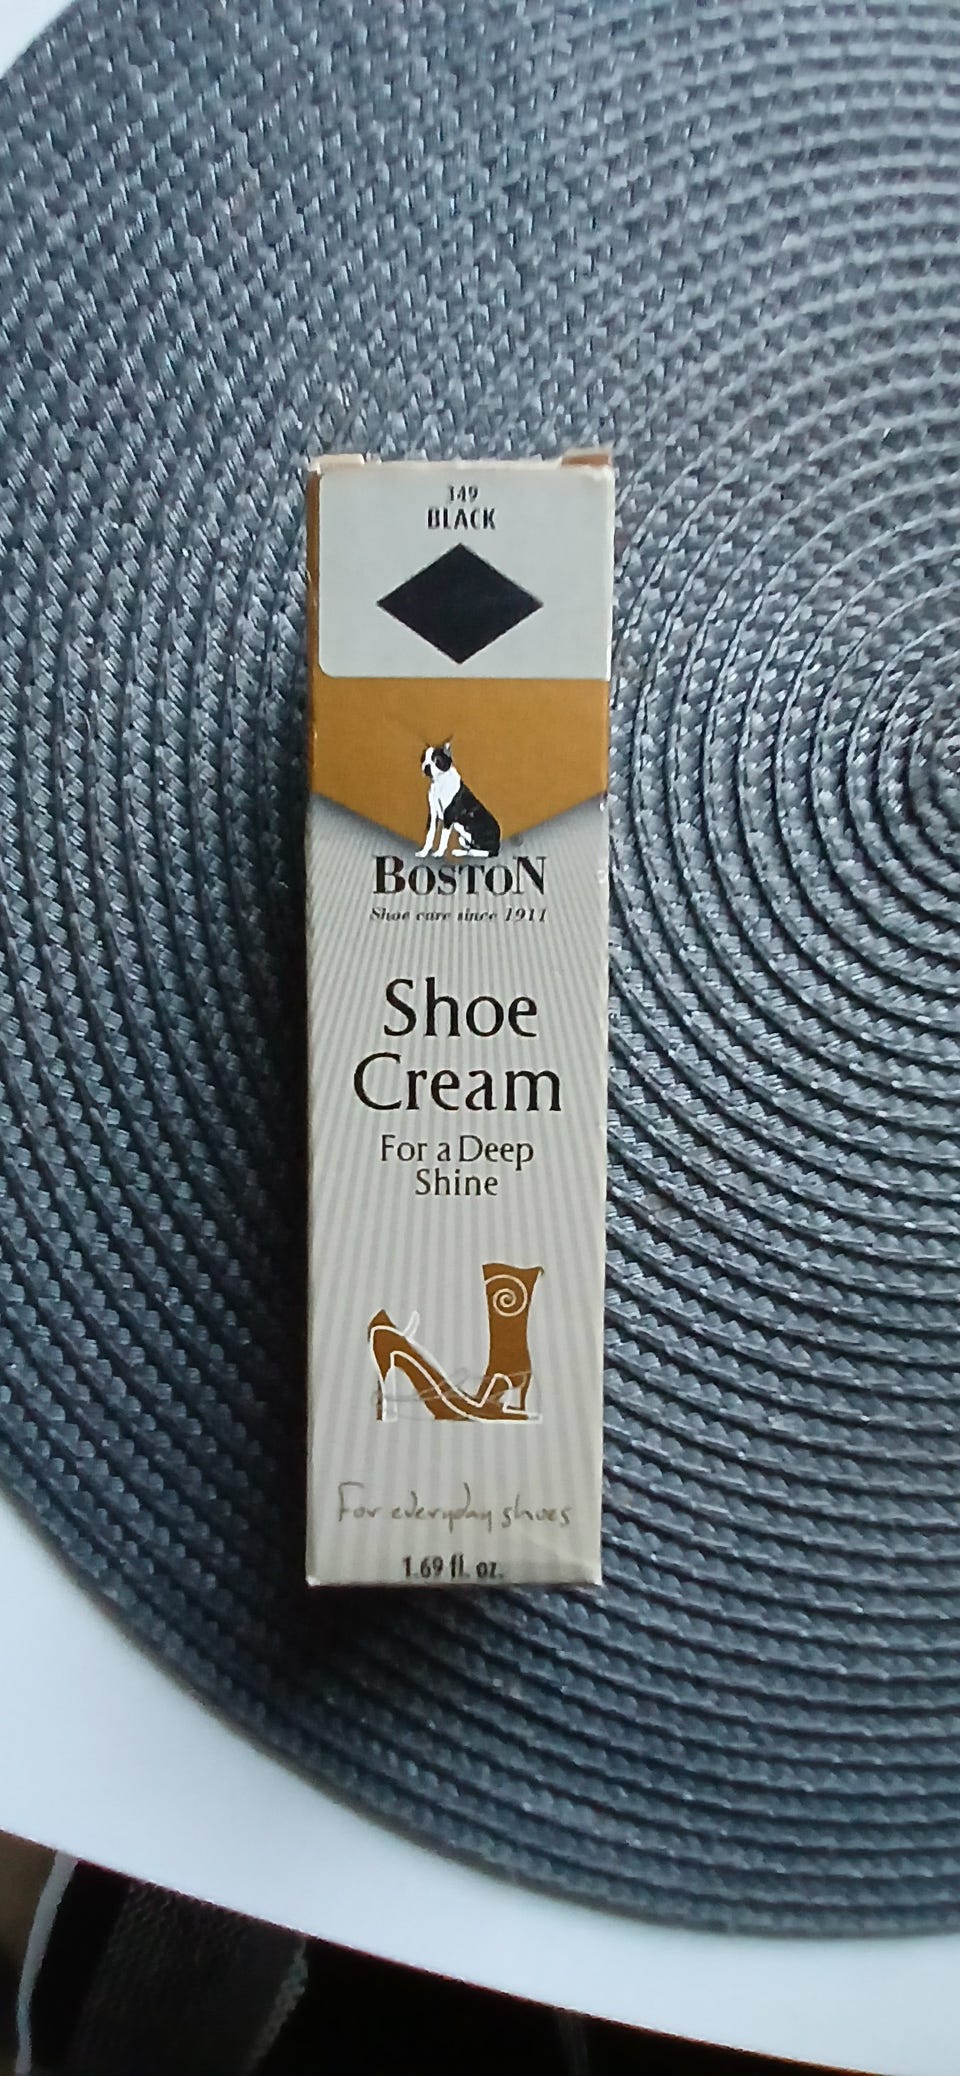 349
BLACK
BOSTON
Shoe care since 1911
Shoe
Cream
For a Deep
Shine
For everyday shoes
1.69 fl. oz.